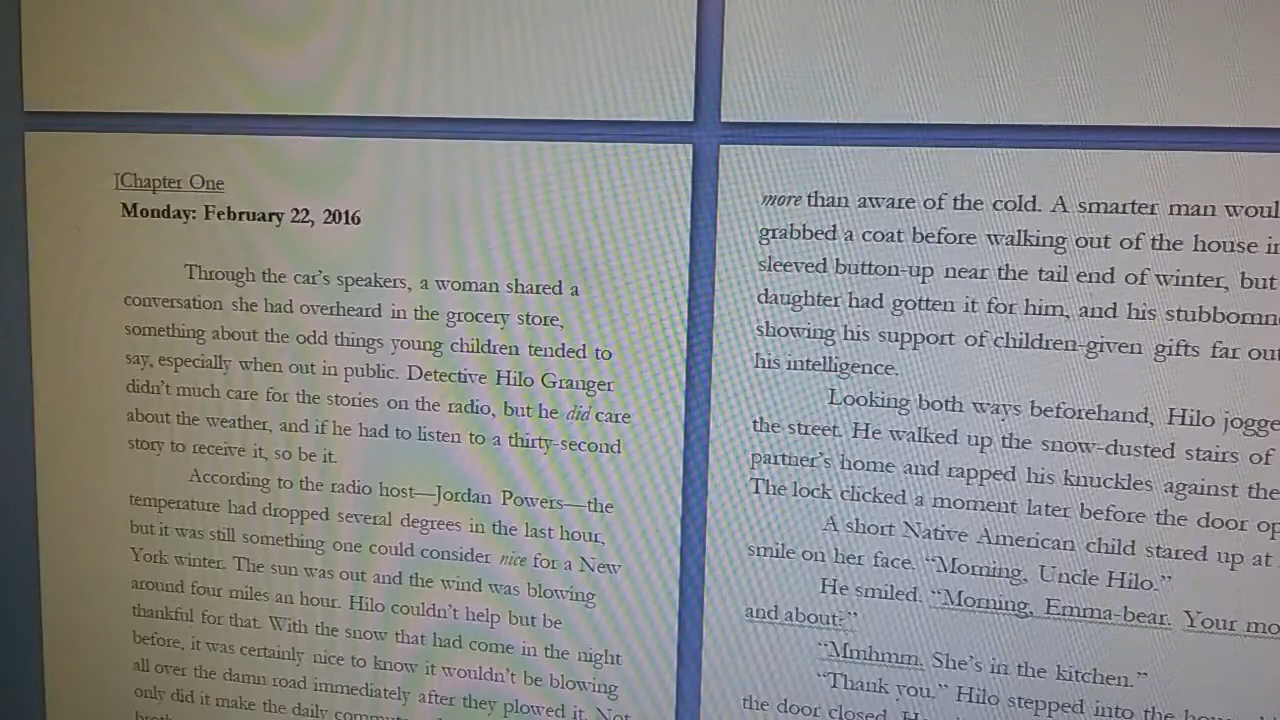 Chapter One
Monday: February 22, 2016
Through the car's speakers, a woman shared a
conversation she had overheard in the grocery store,
something about the odd things young children tended to
say, especially when out in public. Detective Hilo Granger
didn't much care for the stories on the radio, but he did care
about the weather, and if he had to listen to a thirty-second
story to receive it, so be it.
According to the radio host—Jordan Powers—the
temperature had dropped several degrees in the last hour,
but it was still something one could consider nice for a New
York winter. The sun was out and the wind was blowing
around four miles an hour. Hilo couldn't help but be
thankful for that. With the snow that had come in the night
before, it was certainly nice to know it wouldn't be blowing
all over the damn road immediately after they plowed it. Not
only did it make the daily
more than aware of the cold. A smarter man
grabbed a coat before walking out of the house
sleeved button-up near the tail end of winter, but
daughter had gotten it for him, and his
showing his support of children-given gifts far
his intelligence.
Looking both ways beforehand, Hilo
the street. He walked up the snow-dusted stairs of
partner's home and rapped his knuckles against the
The lock clicked a moment later before the door
A short Native American child stared up at
smile on her face. "Morning, Uncle Hilo."
He smiled. "Morning, Emma-bear. Your
and about?"
"Mmhmm. She's in the kitchen."
"Thank you." Hilo stepped into the
the door closed.